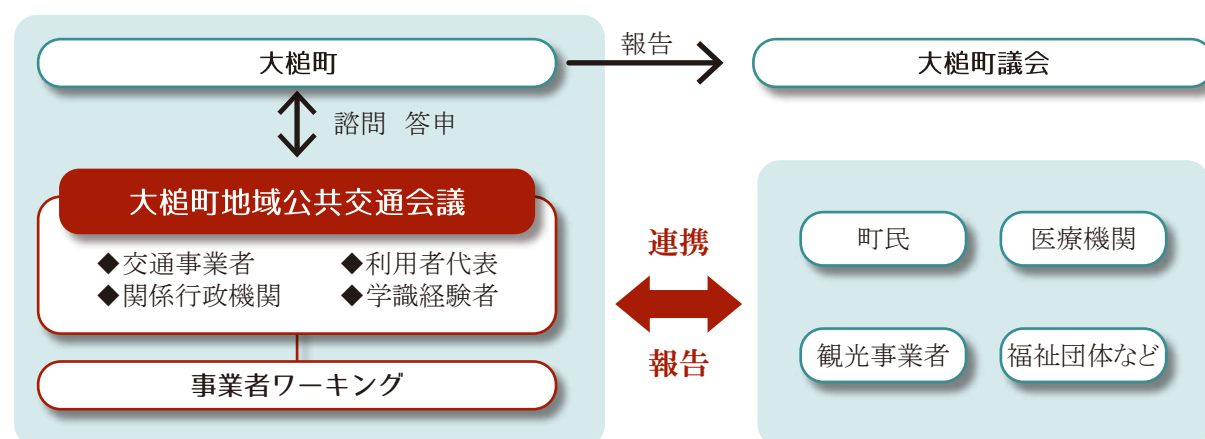 大槌町
報告
大槌町議会
諮問 答申
大槌町地域公共交通会議
◆交通事業者
◆利用者代表
◆関係行政機関
◆学識経験者
事業者ワーキング
連携
報告
町民
医療機関
観光事業者
福祉団体など